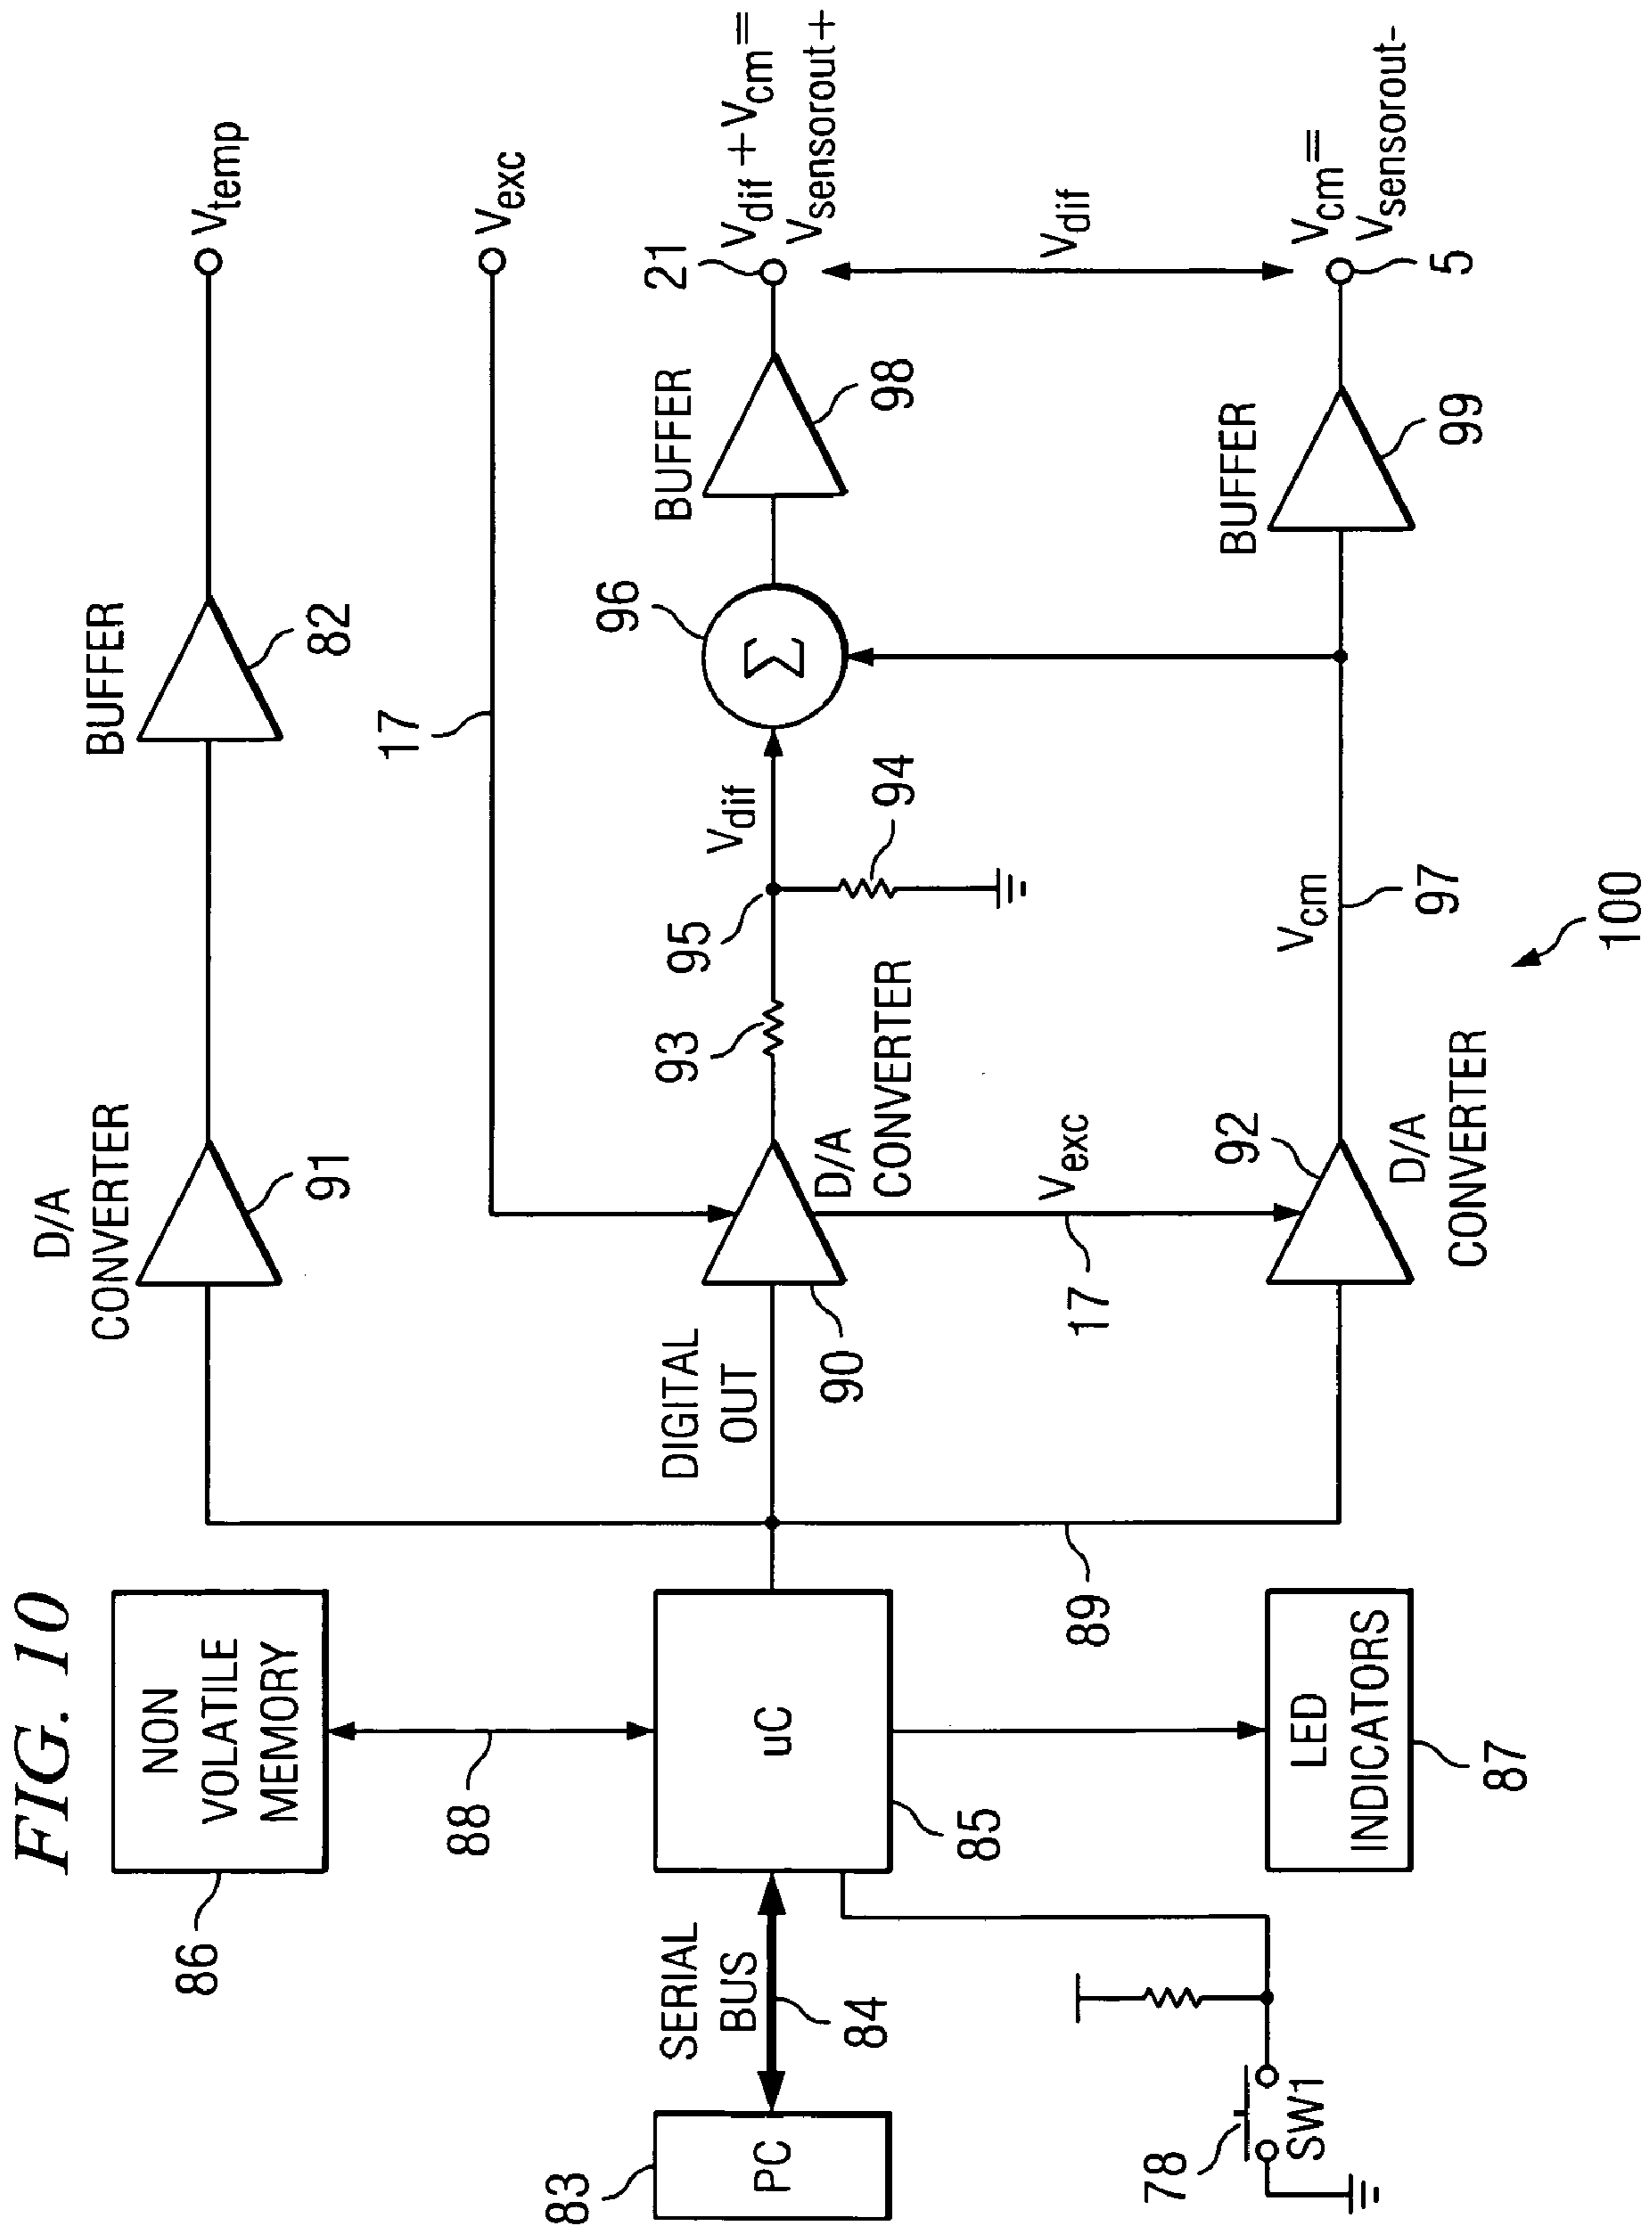 FIG. 10
NON
VOLATILE
MEMORY
86
88
D/A
CONVERTER
91
BUFFER
82
Vtemp
17
Vexc
PC
83
SERIAL
BUS
84
uC
85
DIGITAL
OUT
90
D/A
CONVERTER
93
95
94
Vdif
96
Σ
BUFFER
98
21
Vdif + Vcm =
Vsensorout+
Vdif
Vexc
17
78
SW1
LED
INDICATORS
87
89
92
D/A
CONVERTER
Vcm
97
BUFFER
99
5
Vcm =
Vsensorout-
100